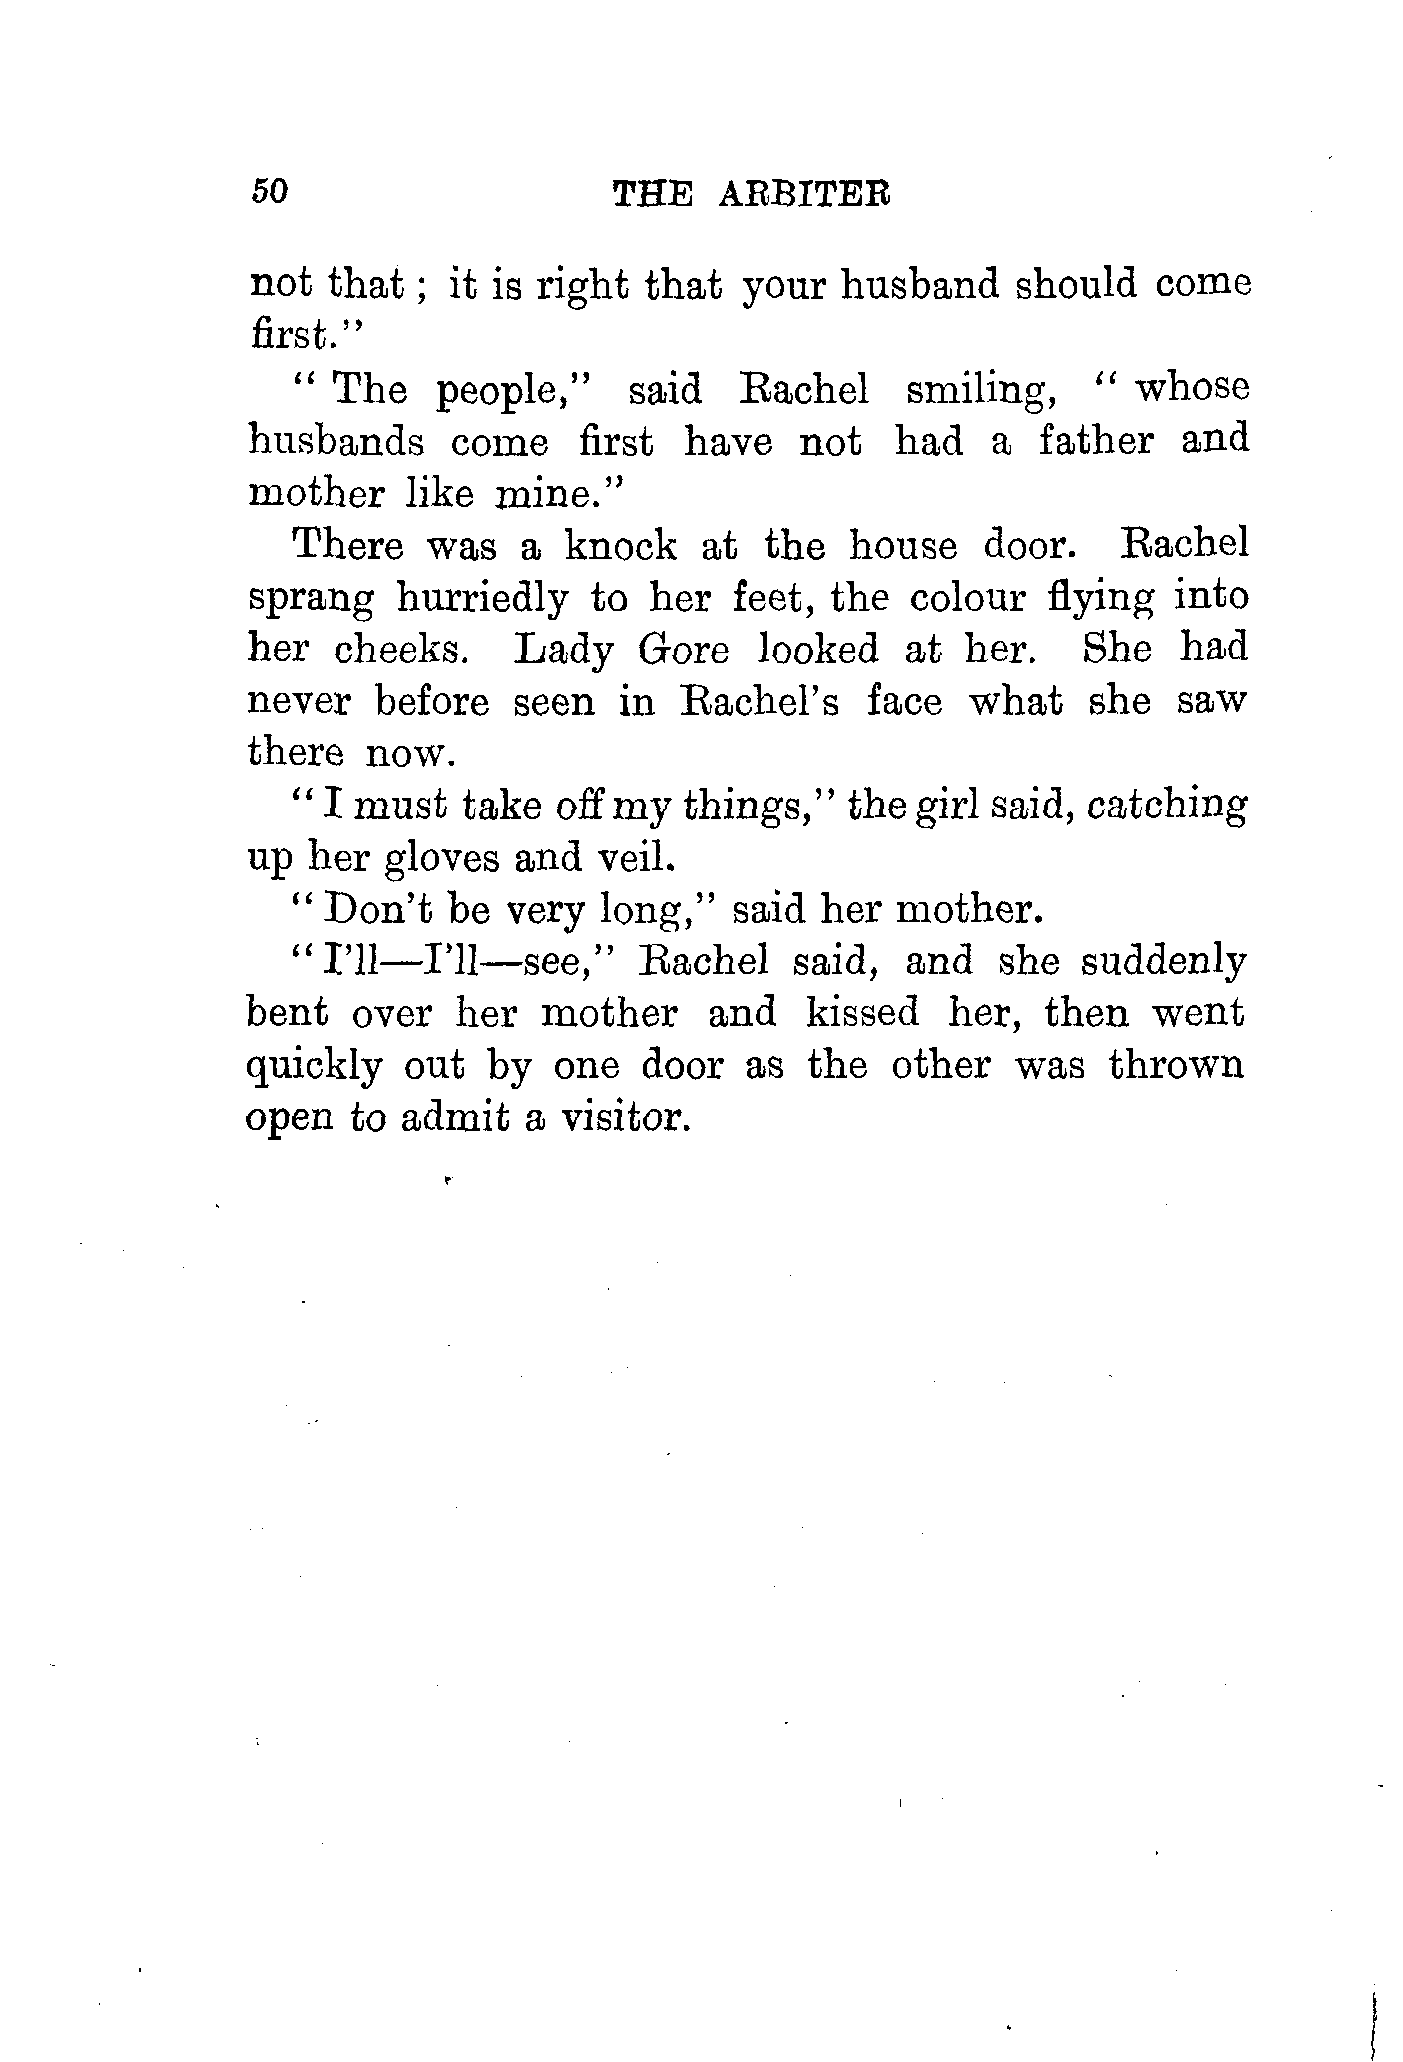 50 THE ARBITER
not that ; it is right that your husband should come
first."
" The people," said Rachel smiling, " whose
husbands come first have not had a father and
mother like mine."
There was a knock at the house door. Rachel
sprang hurriedly to her feet, the colour flying into
her cheeks. Lady Gore looked at her. She had
never before seen in Rachel's face what she saw
there now.
" I must take off my things," the girl said, catching
up her gloves and veil.
" Don't be very long," said her mother.
" I'll—I'll—see," Rachel said, and she suddenly
bent over her mother and kissed her, then went
quickly out by one door as the other was thrown
open to admit a visitor.